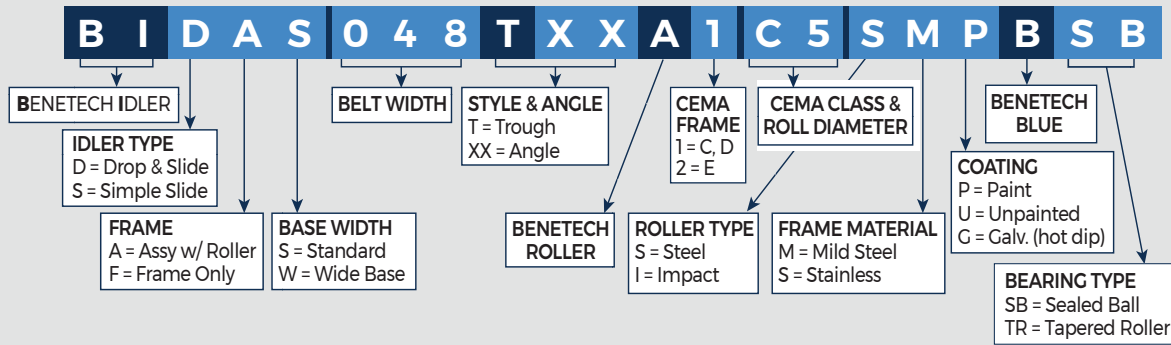 B I D A S 0 4 8 T X X A 1 C 5 S M P B S B
BENETECH IDLER
IDLER TYPE
D = Drop & Slide
S = Simple Slide
FRAME
A = Assy w/ Roller
F = Frame Only
BASE WIDTH
S = Standard
W = Wide Base
BELT WIDTH
STYLE & ANGLE
T = Trough
XX = Angle
BENETECH
ROLLER
CEMA
FRAME
1 = C, D
2 = E
CEMA CLASS &
ROLL DIAMETER
ROLLER TYPE
S = Steel
I = Impact
FRAME MATERIAL
M = Mild Steel
S = Stainless
COATING
P = Paint
U = Unpainted
G = Galv. (hot dip)
BENETECH
BLUE
BEARING TYPE
SB = Sealed Ball
TR = Tapered Roller